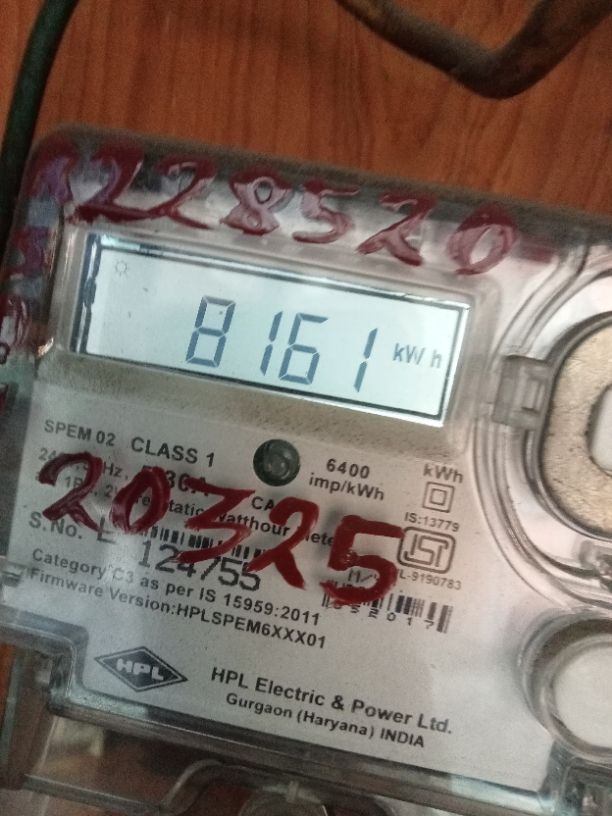 228520
8161 kWh
SPEM 02 CLASS 1
6400
imp/kWh
kWh
IS:13779
20325
S.No.
124755
Category C3 as per IS 15959:2011
Firmware Version:HPLSPEM6XXX01
HPL
HPL Electric & Power Ltd.
Gurgaon (Haryana) INDIA